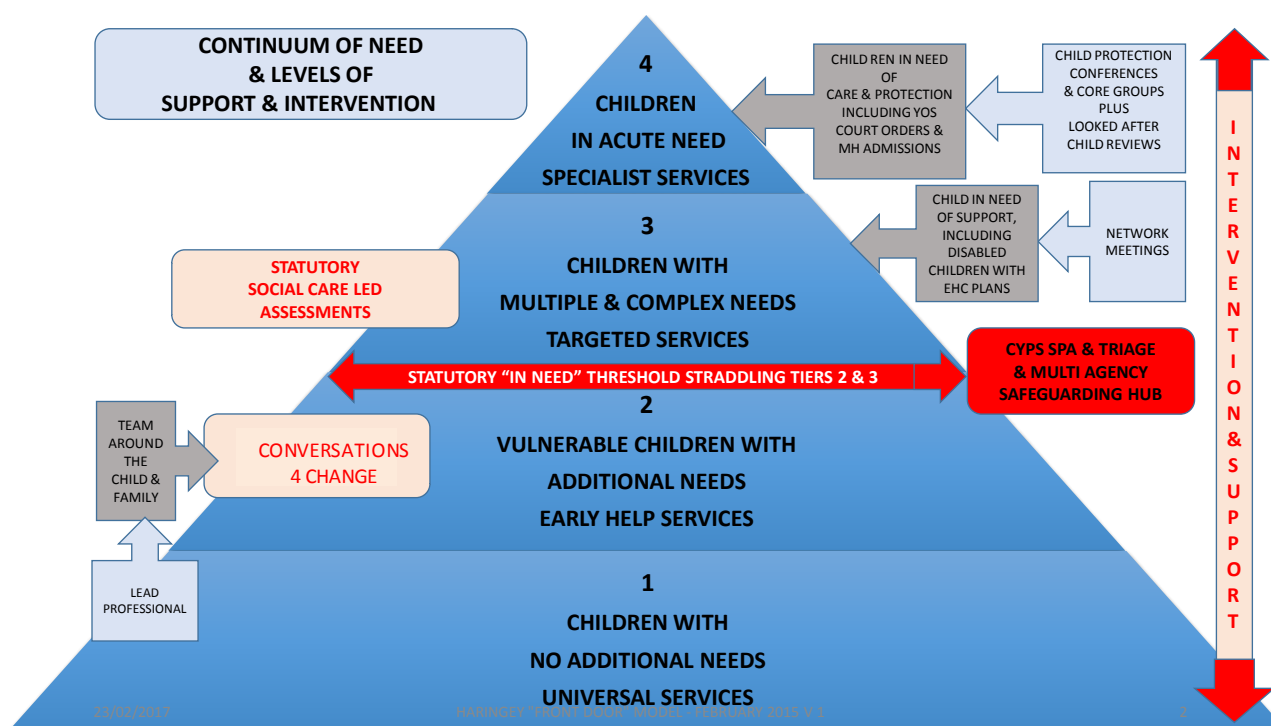 CONTINUUM OF NEED
& LEVELS OF
SUPPORT & INTERVENTION
4
CHILDREN
IN ACUTE NEED
SPECIALIST SERVICES
CHILD REN IN NEED
OF
CARE & PROTECTION
INCLUDING YOS
COURT ORDERS &
MH ADMISSIONS
CHILD PROTECTION
CONFERENCES
& CORE GROUPS
PLUS
LOOKED AFTER
CHILD REVIEWS
3
CHILDREN WITH
MULTIPLE & COMPLEX NEEDS
TARGETED SERVICES
CHILD IN NEED
OF SUPPORT,
INCLUDING
DISABLED
CHILDREN WITH
EHC PLANS
NETWORK
MEETINGS
STATUTORY
SOCIAL CARE LED
ASSESSMENTS
STATUTORY “IN NEED” THRESHOLD STRADDLING TIERS 2 & 3
CYPS SPA & TRIAGE
& MULTI AGENCY
SAFEGUARDING HUB
2
VULNERABLE CHILDREN WITH
ADDITIONAL NEEDS
EARLY HELP SERVICES
TEAM
AROUND
THE
CHILD &
FAMILY
CONVERSATIONS
4 CHANGE
LEAD
PROFESSIONAL
1
CHILDREN WITH
NO ADDITIONAL NEEDS
UNIVERSAL SERVICES
INTERVENTION&SUPPORT
23/02/2017
HARINGEY "FRONT DOOR" MODEL: FEBRUARY 2015 V 1
2